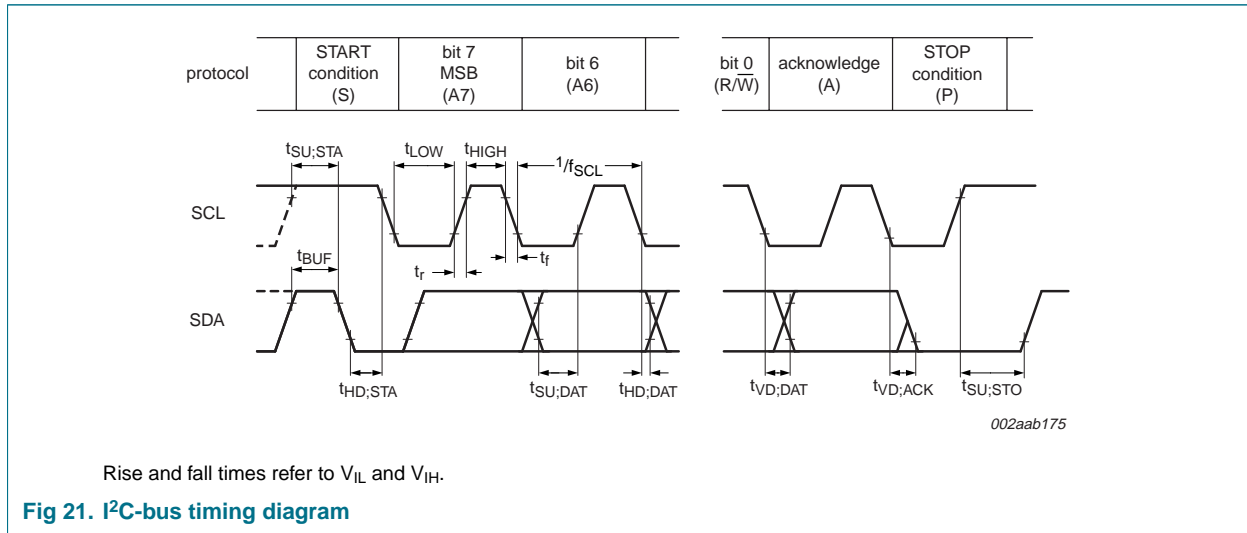 protocol
START
condition
(S)
bit 7
MSB
(A7)
bit 6
(A6)
bit 0
(R/W̅)
acknowledge
(A)
STOP
condition
(P)
tSU;STA
tLOW
tHIGH
1/fSCL
SCL
tBUF
tr
tf
SDA
tHD;STA
tSU;DAT
tHD;DAT
tVD;DAT
tVD;ACK
tSU;STO
002aab175
Rise and fall times refer to VIL and VIH.
Fig 21. I²C-bus timing diagram